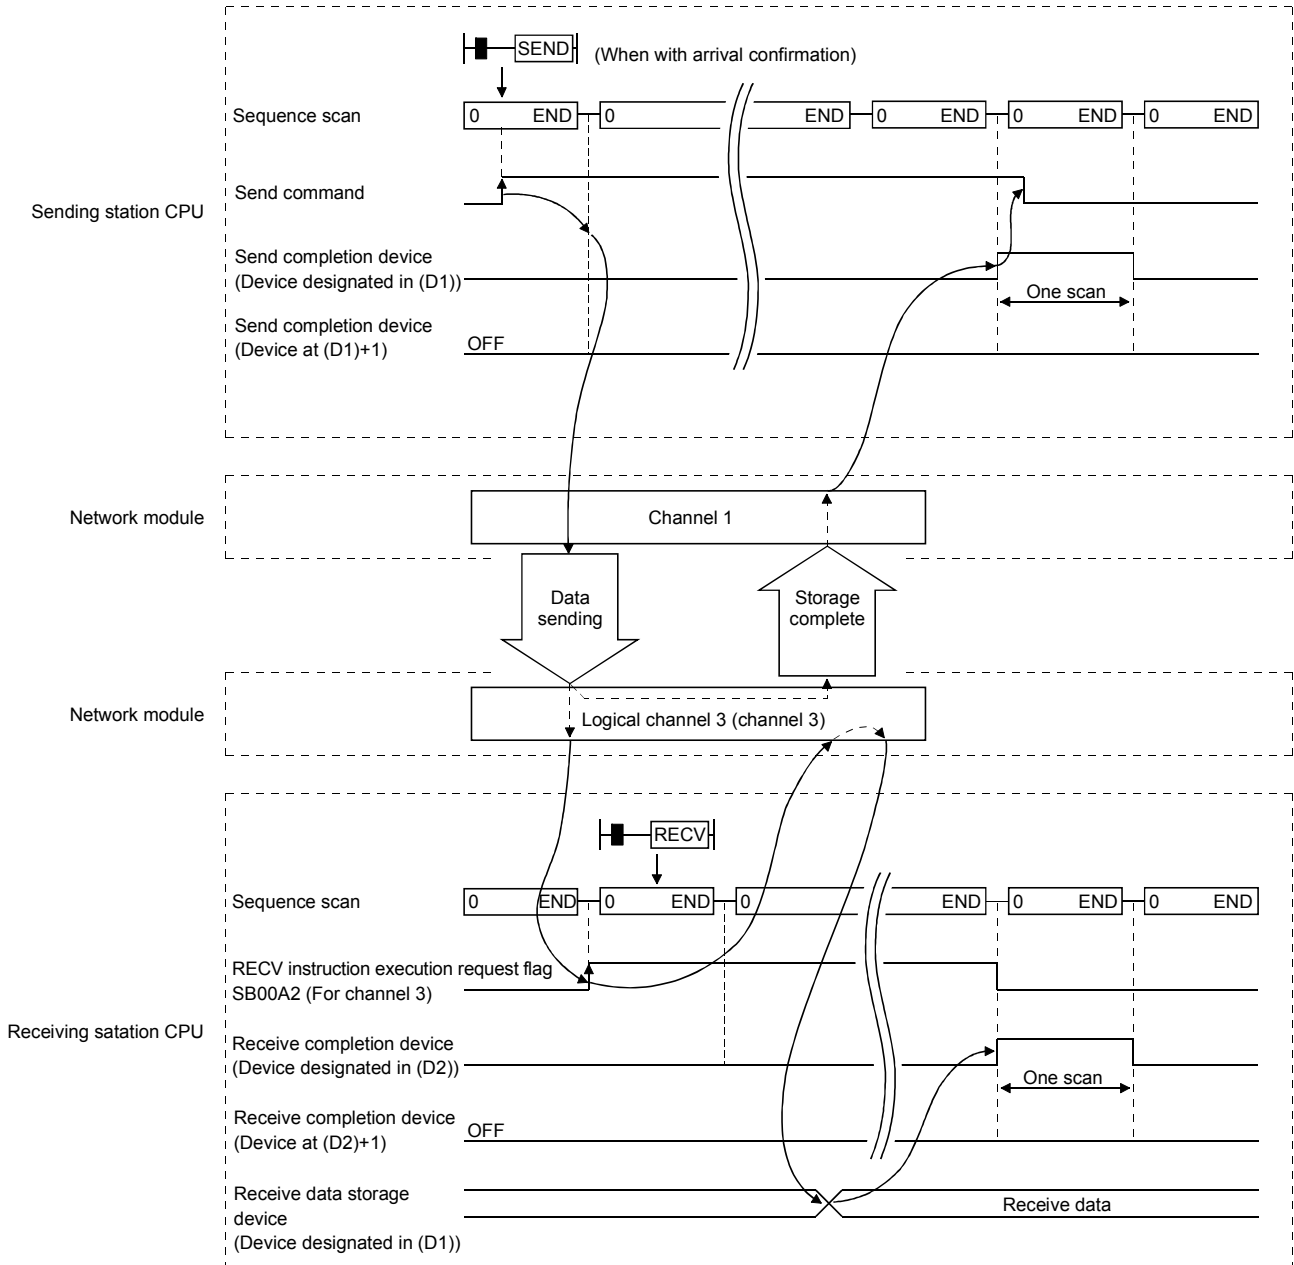 SEND (When with arrival confirmation)
Sequence scan 0 END 0 END 0 END 0 END 0 END
Send command
Sending station CPU
Send completion device
(Device designated in (D1))
One scan
Send completion device
(Device at (D1)+1)
OFF
Network module
Channel 1
Data
sending
Storage
complete
Network module
Logical channel 3 (channel 3)
RECV
Sequence scan 0 END 0 END 0 END 0 END 0 END
RECV instruction execution request flag
SB00A2 (For channel 3)
Receiving satation CPU
Receive completion device
(Device designated in (D2))
One scan
Receive completion device
(Device at (D2)+1)
OFF
Receive data storage
device
(Device designated in (D1))
Receive data